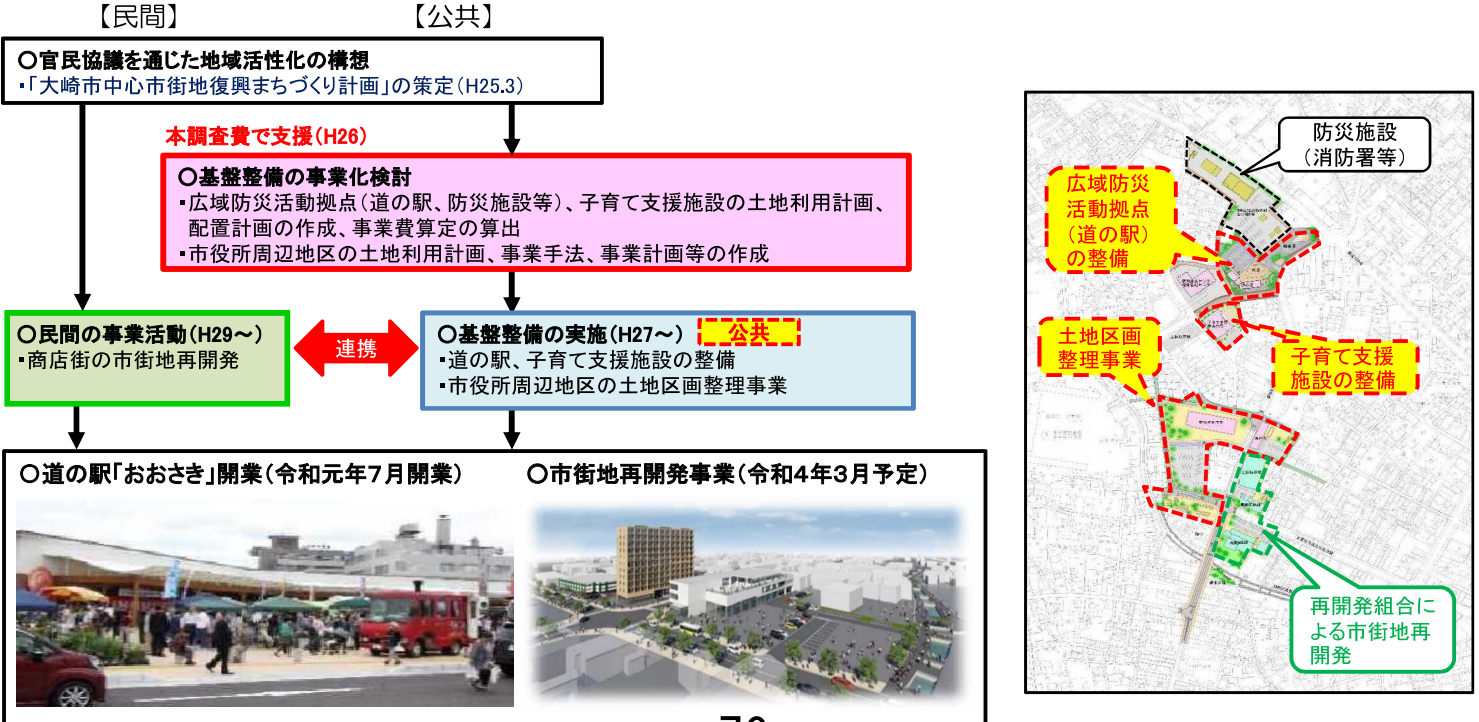 【民間】
【公共】
○官民協議を通じた地域活性化の構想
▪「大崎市中心市街地復興まちづくり計画」の策定(H25.3)
本調査費で支援(H26)
○基盤整備の事業化検討
▪広域防災活動拠点(道の駅、防災施設等)、子育て支援施設の土地利用計画、
配置計画の作成、事業費算定の算出
▪市役所周辺地区の土地利用計画、事業手法、事業計画等の作成
○民間の事業活動(H29～)
▪商店街の市街地再開発
連携
○基盤整備の実施(H27～)
公共
▪道の駅、子育て支援施設の整備
▪市役所周辺地区の土地区画整理事業
○道の駅「おおさき」開業(令和元年7月開業)
○市街地再開発事業(令和4年3月予定)
防災施設
(消防署等)
広域防災
活動拠点
(道の駅)
の整備
土地区画
整理事業
子育て支援
施設の整備
再開発組合に
よる市街地再
開発